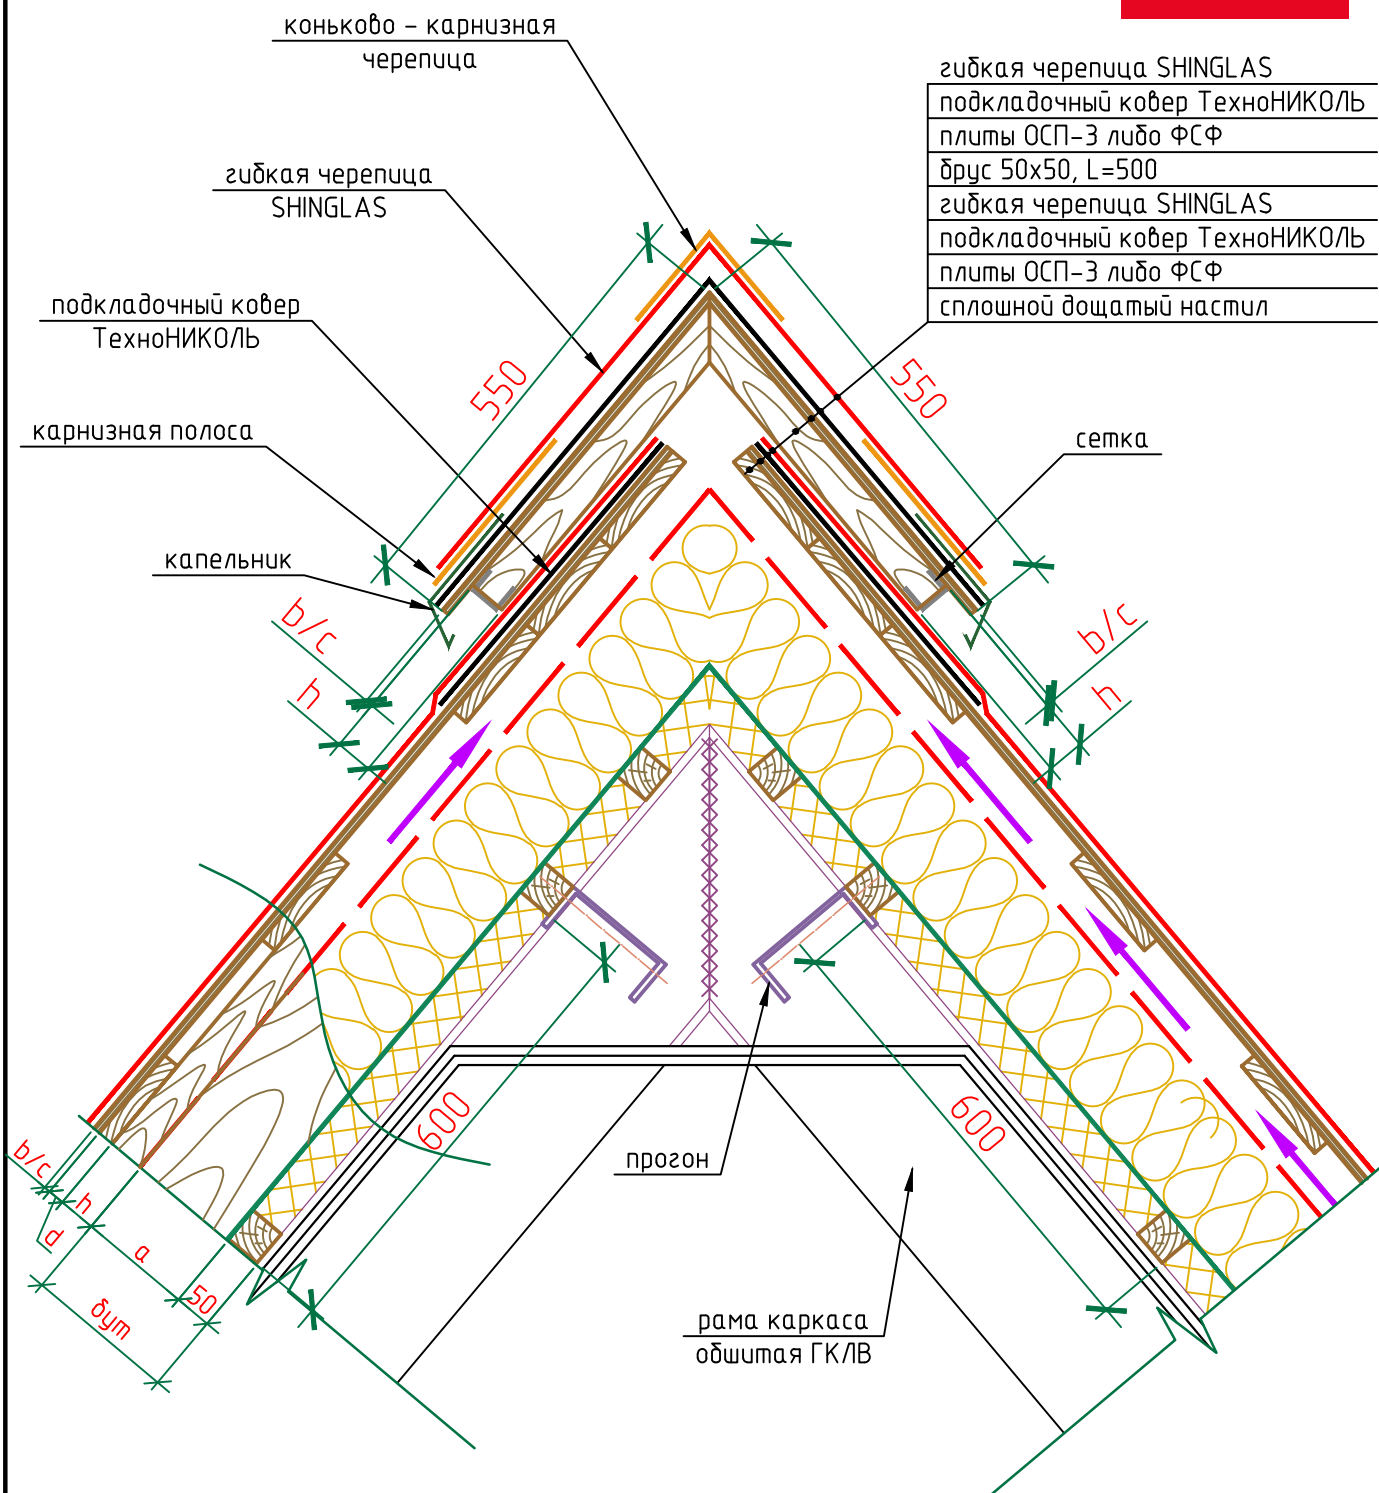 коньково – карнизная
черепица
гибкая черепица SHINGLAS
подкладочный ковер ТехноНИКОЛЬ
плиты ОСП-3 либо ФСФ
брус 50х50, L=500
гибкая черепица SHINGLAS
подкладочный ковер ТехноНИКОЛЬ
плиты ОСП-3 либо ФСФ
сплошной дощатый настил
гибкая черепица
SHINGLAS
подкладочный ковер
ТехноНИКОЛЬ
карнизная полоса
капельник
сетка
550
550
b/c
h
b/c
h
600
600
прогон
рама каркаса
обшитая ГКЛВ
b/c
h
d
a
50
бут